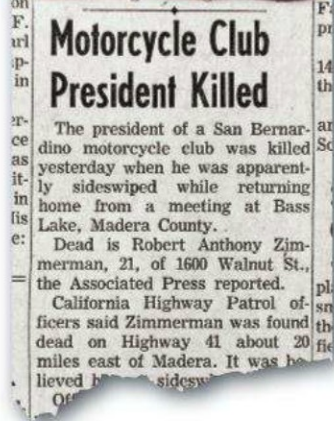 Motorcycle Club
President Killed
The president of a San Bernar-
dino motorcycle club was killed
yesterday when he was apparent-
ly sideswiped while returning
home from a meeting at Bass
Lake, Madera County.
Dead is Robert Anthony Zim-
merman, 21, of 1600 Walnut St.,
the Associated Press reported.
California Highway Patrol of-
ficers said Zimmerman was found
dead on Highway 41 about 20
miles east of Madera. It was be-
lieved